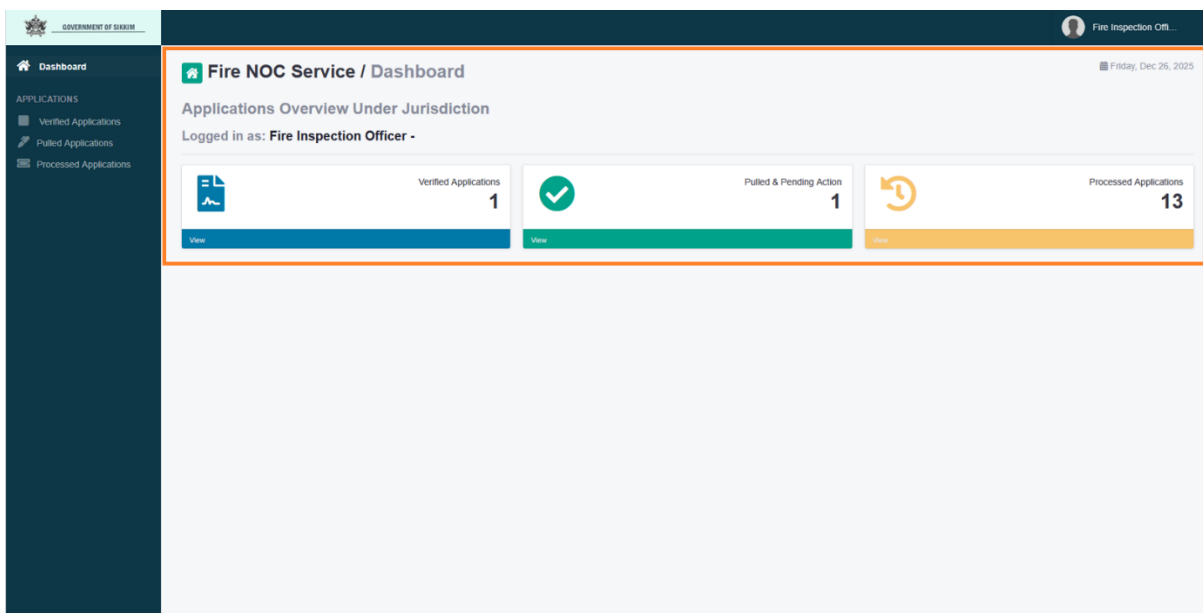 GOVERNMENT OF SIKKIM
Fire Inspection Offi...
Dashboard
APPLICATIONS
Verified Applications
Pulled Applications
Processed Applications
Fire NOC Service / Dashboard
Friday, Dec 26, 2025
Applications Overview Under Jurisdiction
Logged in as: Fire Inspection Officer -
Verified Applications
1
View
Pulled & Pending Action
1
View
Processed Applications
13
View